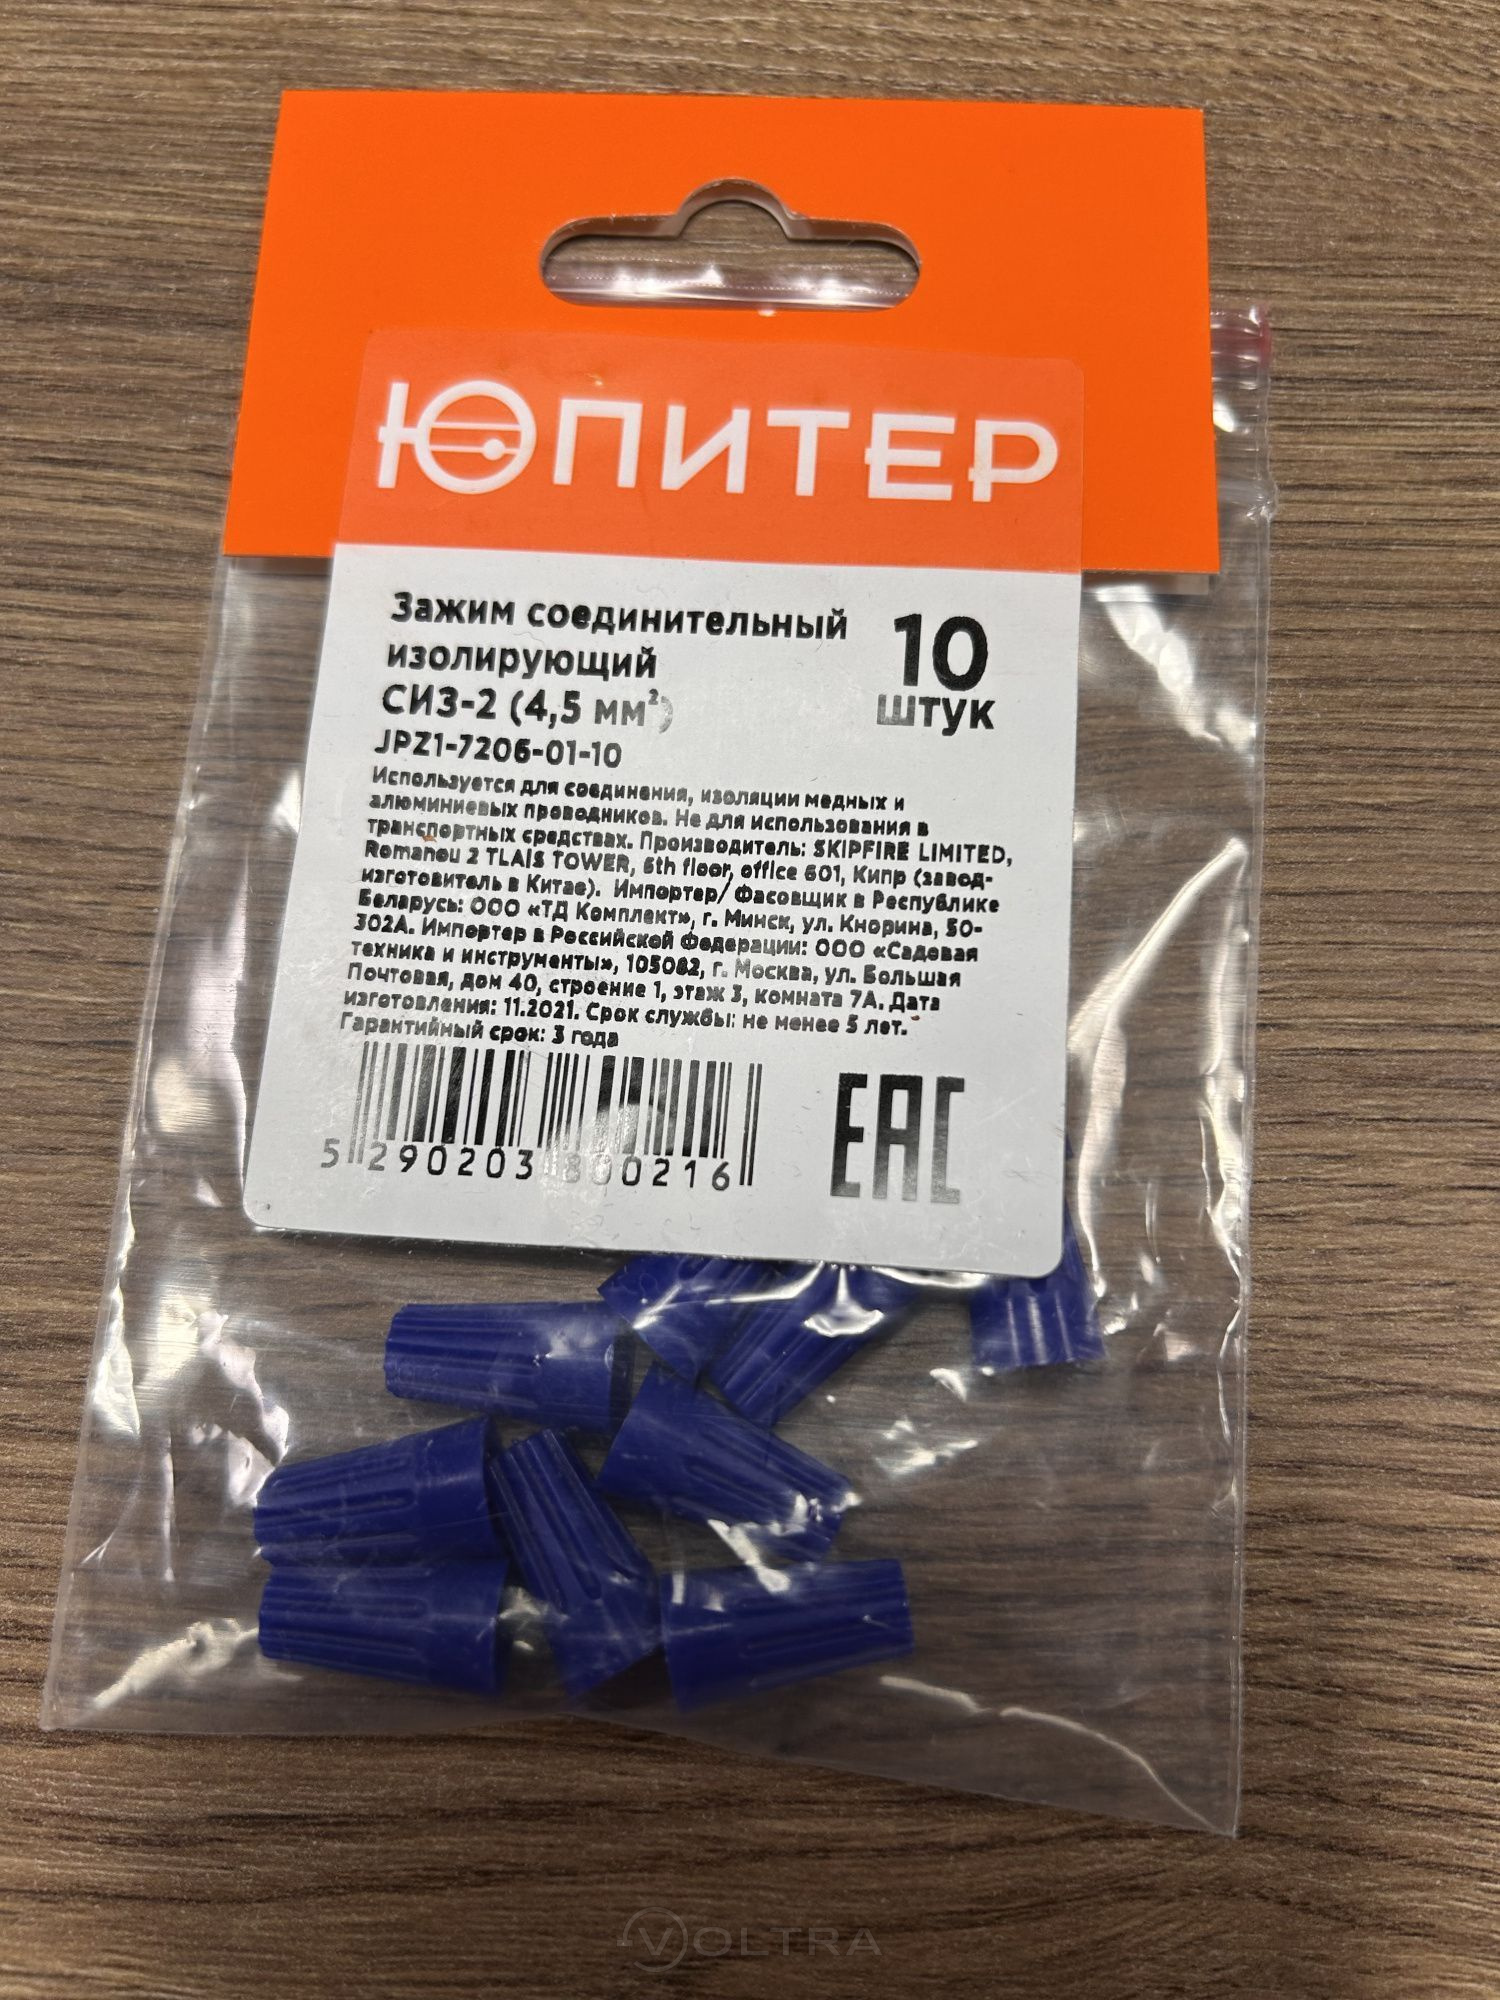 ЮПИТЕР
Зажим соединительный
изолирующий
СИЗ-2 (4,5 мм²)
JPZ1-7206-01-10
10
штук
Используется для соединения, изоляции медных и
алюминиевых проводников. Не для использования в
транспортных средствах. Производитель: SKIPFIRE LIMITED,
Romanou 2 TLAIS TOWER, 6th floor, office 601, Кипр (завод-
изготовитель в Китае). Импортер/ Фасовщик в Республике
Беларусь: ООО «ТД Комплект», г. Минск, ул. Кнорина, 50-
302А. Импортер в Российской Федерации: ООО «Садовая
техника и инструменты», 105082, г. Москва, ул. Большая
Почтовая, дом 40, строение 1, этаж 3, комната 7А. Дата
изготовления: 11.2021. Срок службы: не менее 5 лет.
Гарантийный срок: 3 года
5 290203 800216
EAC
VOLTRA